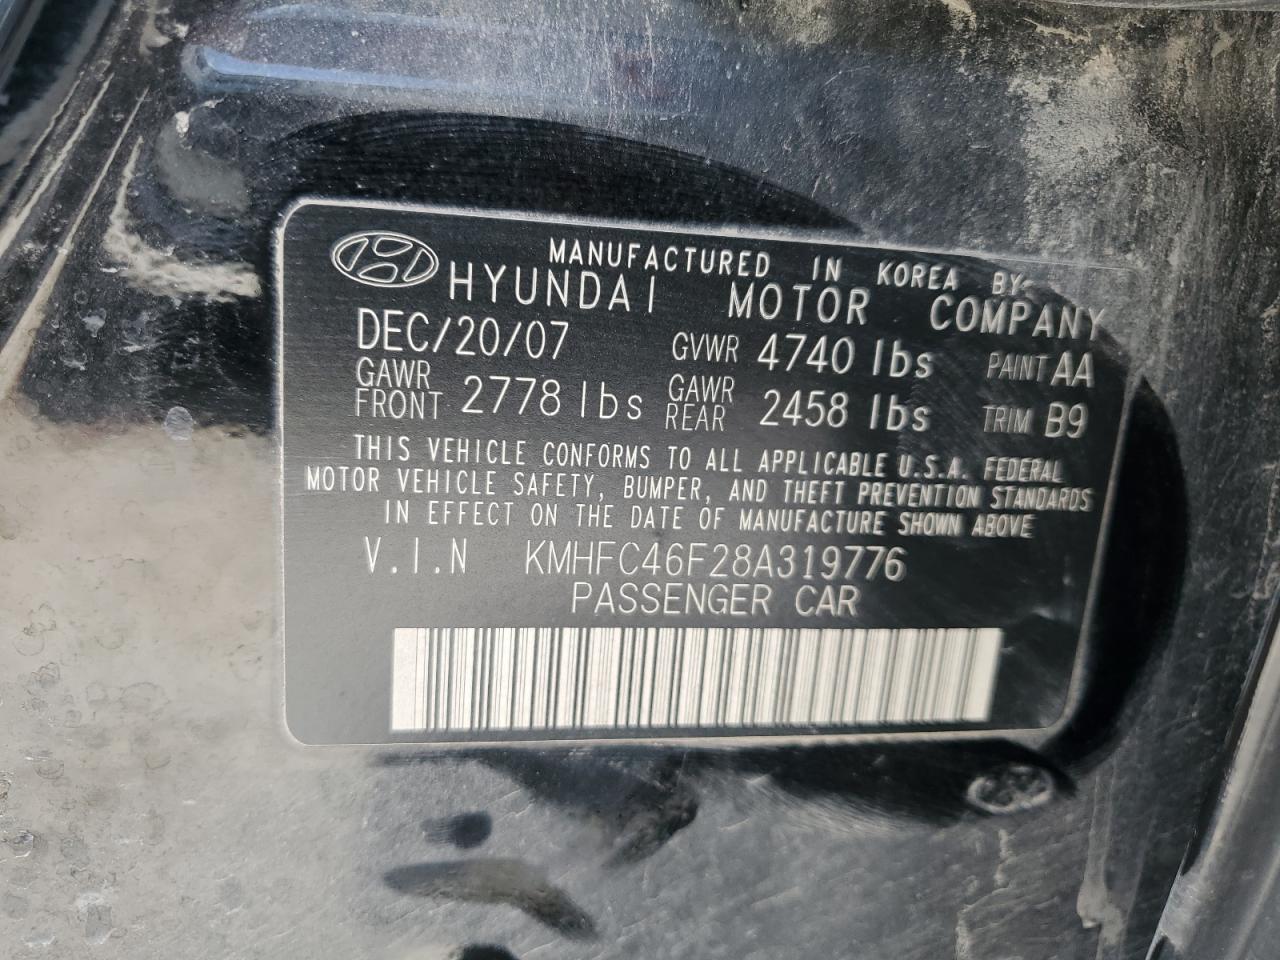 MANUFACTURED IN KOREA BY:
HYUNDAI MOTOR COMPANY
DEC/20/07 GVWR 4740 lbs PAINT AA
GAWR FRONT 2778 lbs GAWR REAR 2458 lbs TRIM B9
THIS VEHICLE CONFORMS TO ALL APPLICABLE U.S.A. FEDERAL
MOTOR VEHICLE SAFETY, BUMPER, AND THEFT PREVENTION STANDARDS
IN EFFECT ON THE DATE OF MANUFACTURE SHOWN ABOVE
V.I.N KMHFC46F28A319776
PASSENGER CAR